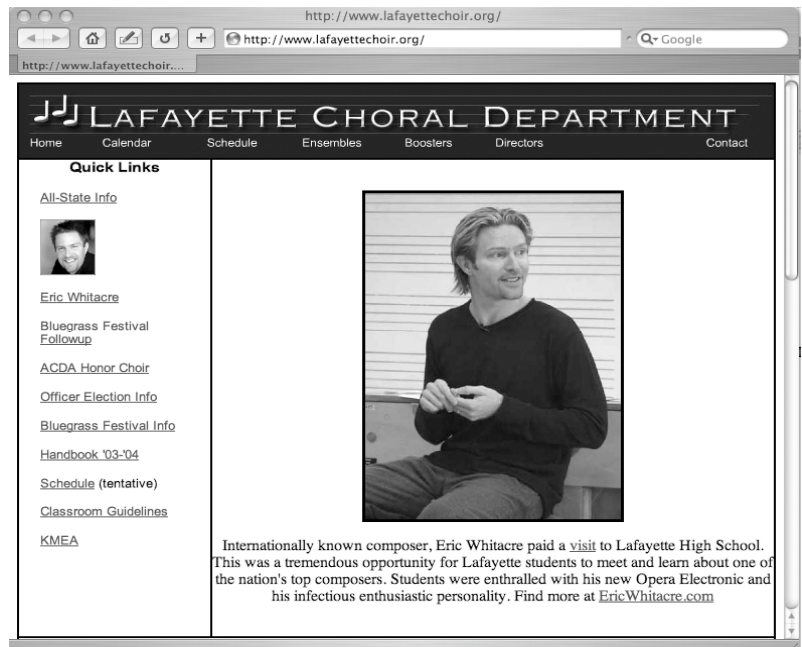 http://www.lafayettechoir.org/
http://www.lafayettechoir.org/
Google
http://www.lafayettechoir....
LAFAYETTE CHORAL DEPARTMENT
Home Calendar Schedule Ensembles Boosters Directors Contact
Quick Links
All-State Info
Eric Whitacre
Bluegrass Festival
Followup
ACDA Honor Choir
Officer Election Info
Bluegrass Festival Info
Handbook '03-'04
Schedule (tentative)
Classroom Guidelines
KMEA
Internationally known composer, Eric Whitacre paid a visit to Lafayette High School.
This was a tremendous opportunity for Lafayette students to meet and learn about one of
the nation's top composers. Students were enthralled with his new Opera Electronic and
his infectious enthusiastic personality. Find more at EricWhitacre.com